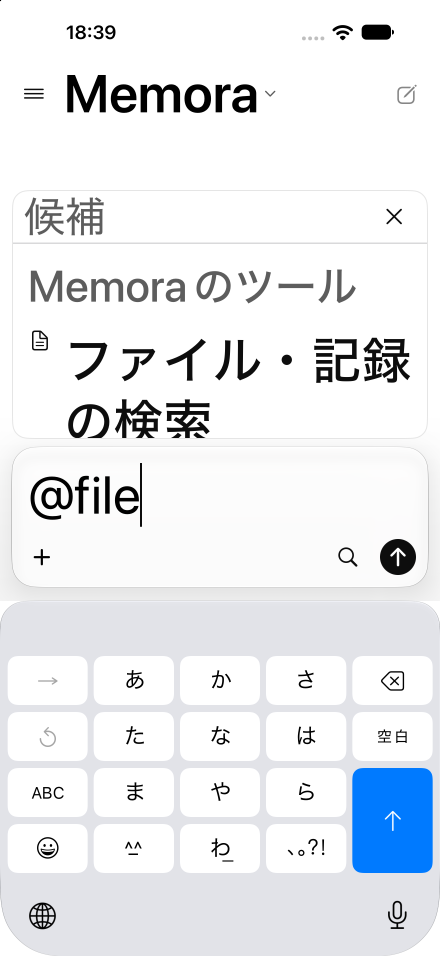 18:39
Memora
候補
Memoraのツール
ファイル・記録
の検索
@file
→ あ か さ
た な は 空白
ABC ま や ら
^^ わ_ 、。?!